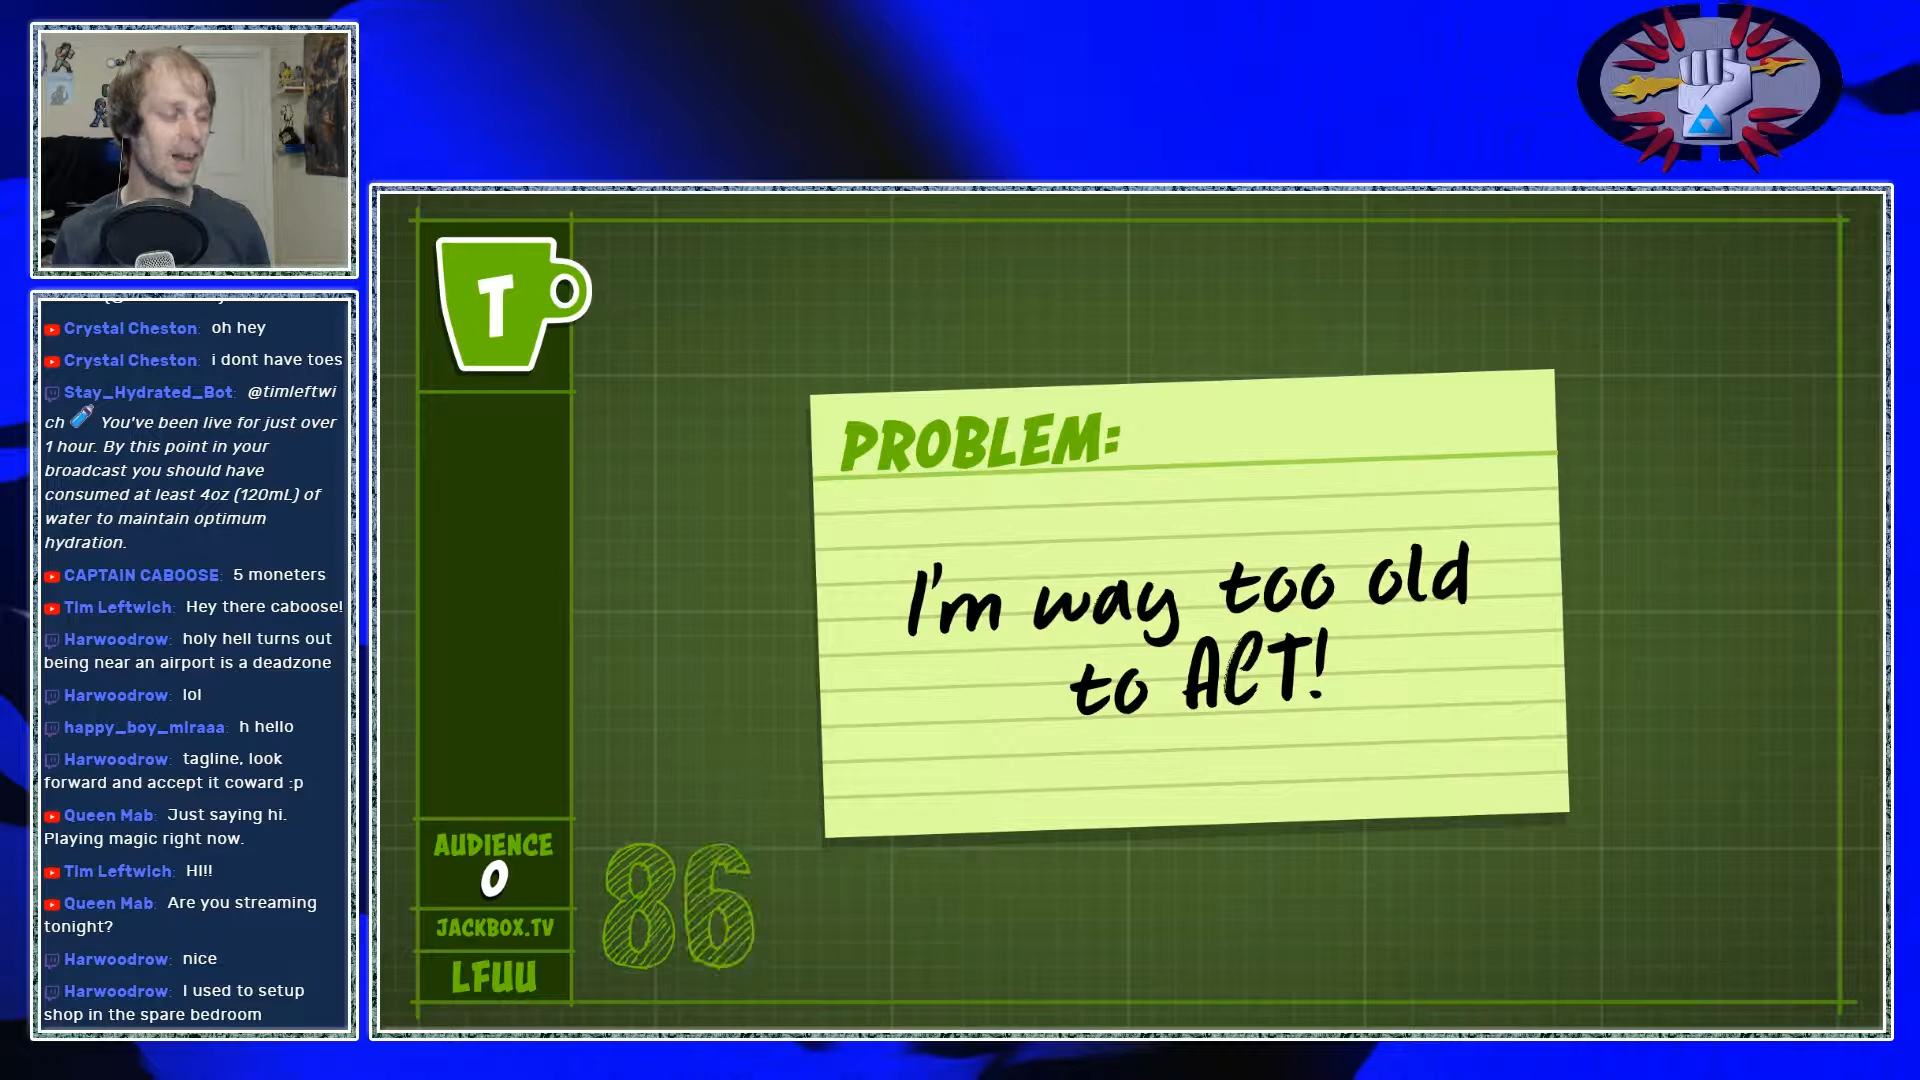 Crystal Cheston: oh hey
Crystal Cheston: i dont have toes
Stay_Hydrated_Bot: @timleftwi
ch You've been live for just over
1 hour. By this point in your
broadcast you should have
consumed at least 4oz (120mL) of
water to maintain optimum
hydration.
CAPTAIN CABOOSE: 5 moneters
Tim Leftwich: Hey there caboose!
Harwoodrow: holy hell turns out
being near an airport is a deadzone
Harwoodrow: lol
happy_boy_mlraaa: h hello
Harwoodrow: tagline, look
forward and accept it coward :p
Queen Mab: Just saying hi.
Playing magic right now.
Tim Leftwich: HI!!
Queen Mab: Are you streaming
tonight?
Harwoodrow: nice
Harwoodrow: I used to setup
shop in the spare bedroom
T
AUDIENCE
0
JACKBOX.TV
LFUU
86
PROBLEM:
I'm way too old
to ACT!